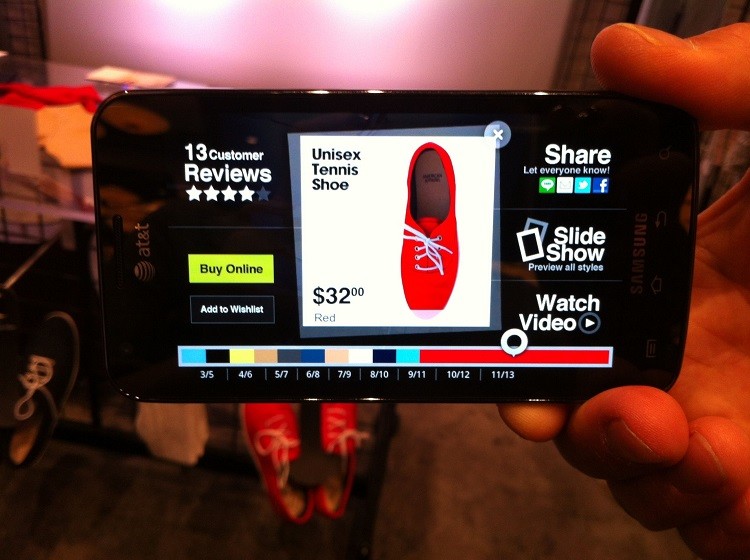 13 Customer
Reviews
Buy Online
Add to Wishlist
Unisex
Tennis
Shoe
$32.00
Red
Share
Let everyone know!
Slide
Show
Preview all styles
Watch
Video
3/5 4/6 5/7 6/8 7/9 8/10 9/11 10/12 11/13
at&t
SAMSUNG